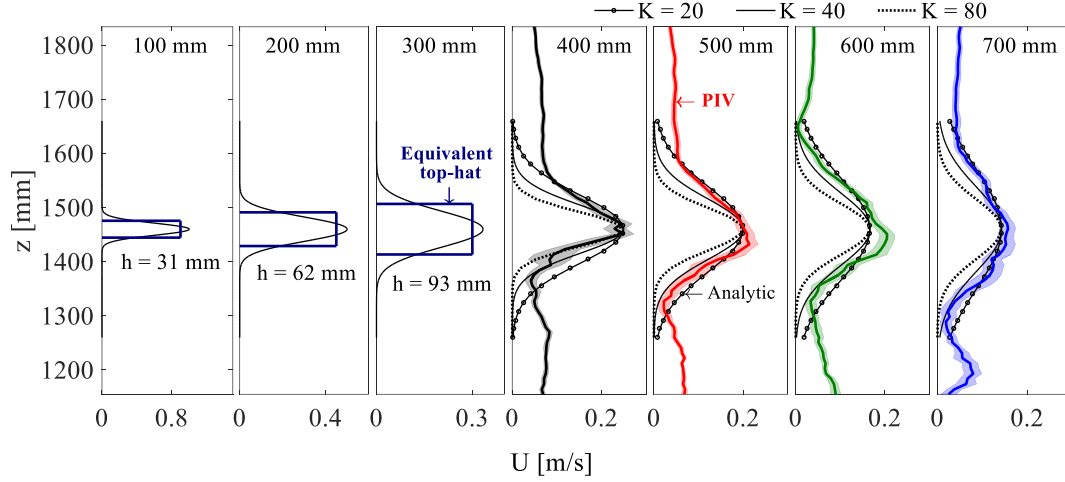 K = 20 K = 40 K = 80
1800 100 mm 200 mm 300 mm 400 mm 500 mm 600 mm 700 mm
1700 PIV
1600
Equivalent
top-hat
1500
z [mm]
1400
h = 31 mm h = 62 mm h = 93 mm Analytic
1300
1200
0 0.6 0 0.4 0 0.3 0 0.2 0 0.2 0 0.2 0 0.2
U [m/s]